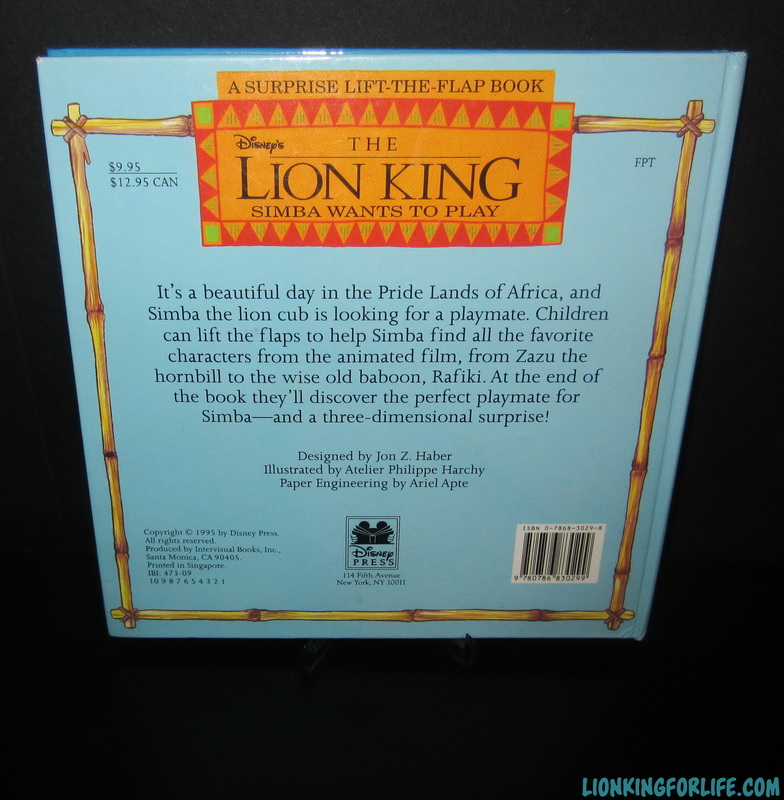 A SURPRISE LIFT-THE-FLAP BOOK
DISNEY'S
THE
LION KING
SIMBA WANTS TO PLAY
$9.95
$12.95 CAN
FPT
It's a beautiful day in the Pride Lands of Africa, and
Simba the lion cub is looking for a playmate. Children
can lift the flaps to help Simba find all the favorite
characters from the animated film, from Zazu the
hornbill to the wise old baboon, Rafiki. At the end of
the book they'll discover the perfect playmate for
Simba—and a three-dimensional surprise!
Designed by Jon Z. Haber
Illustrated by Atelier Philippe Harchy
Paper Engineering by Ariel Apte
Copyright © 1995 by Disney Press.
All rights reserved.
Produced by Intervisual Books, Inc.,
Santa Monica, CA 90405.
Printed in Singapore.
IBI: 473-09
10 9 8 7 6 5 4 3 2 1
Disney
PRESS
114 Fifth Avenue
New York, NY 10011
ISBN 0-7868-3029-8
9 780786 830299
LIONKINGFORLIFE.COM